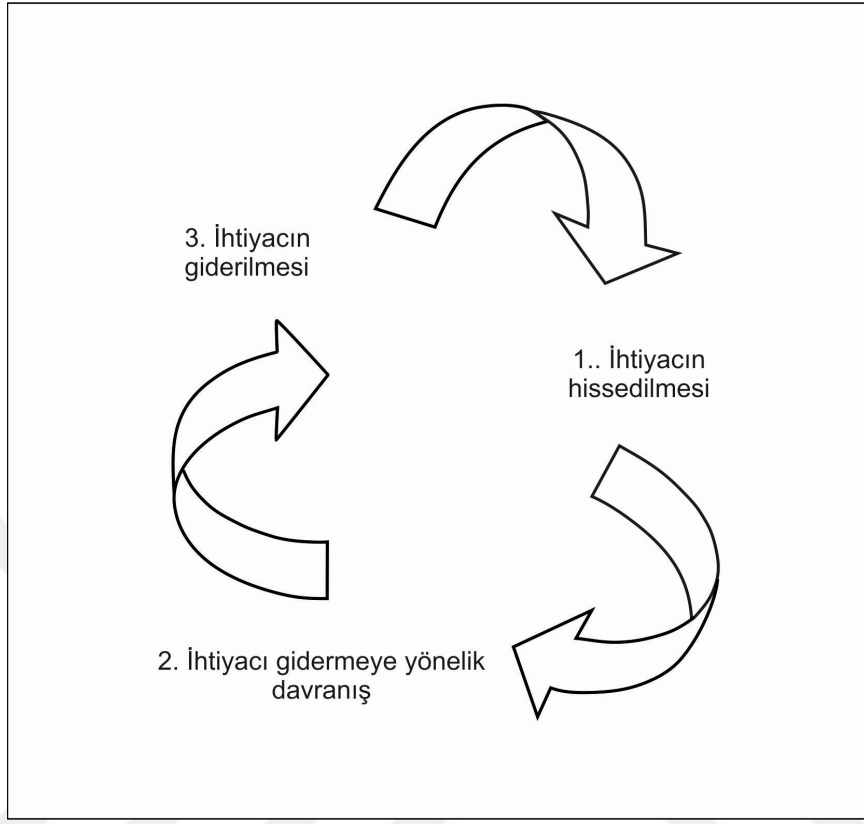 3. İhtiyacın
giderilmesi
1.. İhtiyacın
hissedilmesi
2. İhtiyacı gidermeye yönelik
davranış